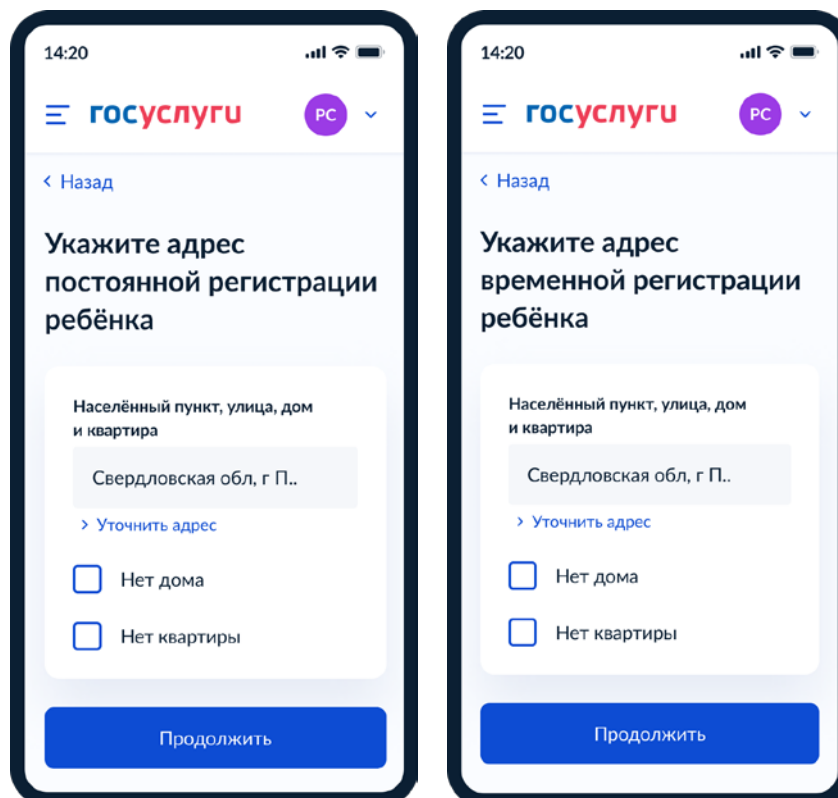 14:20
госуслуги
РС
Назад
Укажите адрес
постоянной регистрации
ребёнка
Населённый пункт, улица, дом
и квартира
Свердловская обл, г П..
Уточнить адрес
Нет дома
Нет квартиры
Продолжить
14:20
госуслуги
РС
Назад
Укажите адрес
временной регистрации
ребёнка
Населённый пункт, улица, дом
и квартира
Свердловская обл, г П..
Уточнить адрес
Нет дома
Нет квартиры
Продолжить